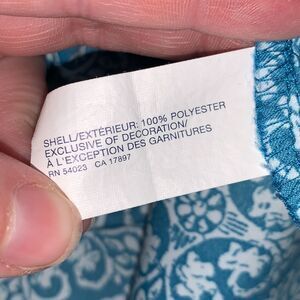 SHELL/EXTÉRIEUR: 100% POLYESTER
EXCLUSIVE OF DECORATION/
À L'EXCEPTION DES GARNITURES
RN 54023 CA 17897